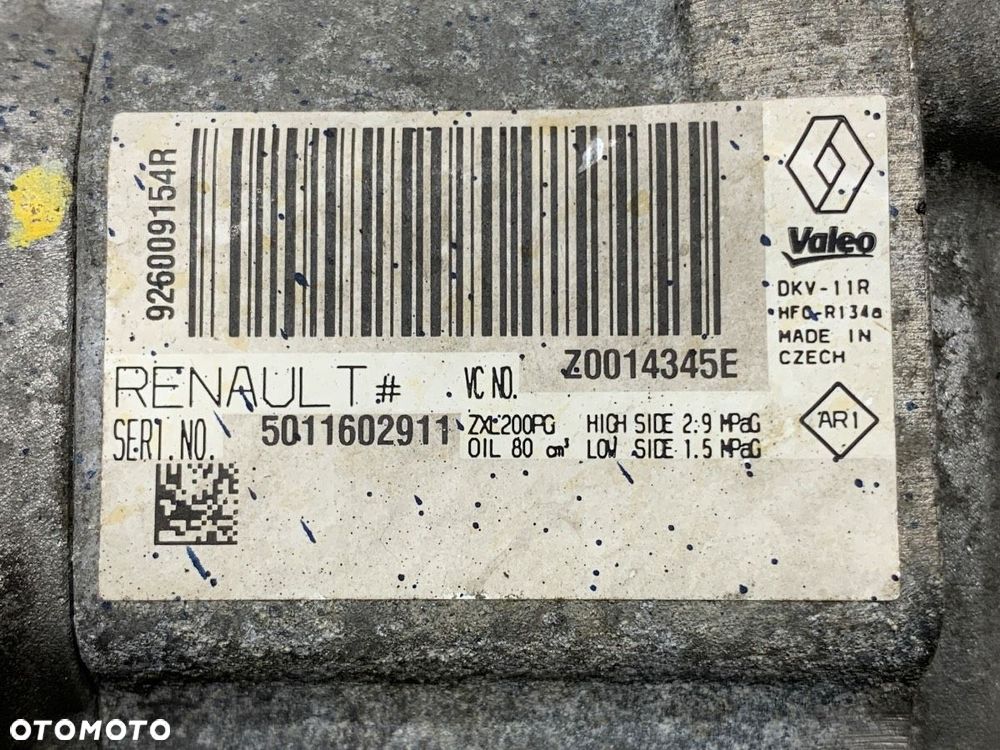 926009154R
Valeo
DKV-11R
HFC-R134a
MADE IN
CZECH
RENAULT# VC NO. Z0014345E
SERT.NO. 5011602911 ZXL200PG HIGH SIDE 2.9 MPaG
OIL 80 cm³ LOW SIDE 1.5 MPaG
AR1
OTOMOTO